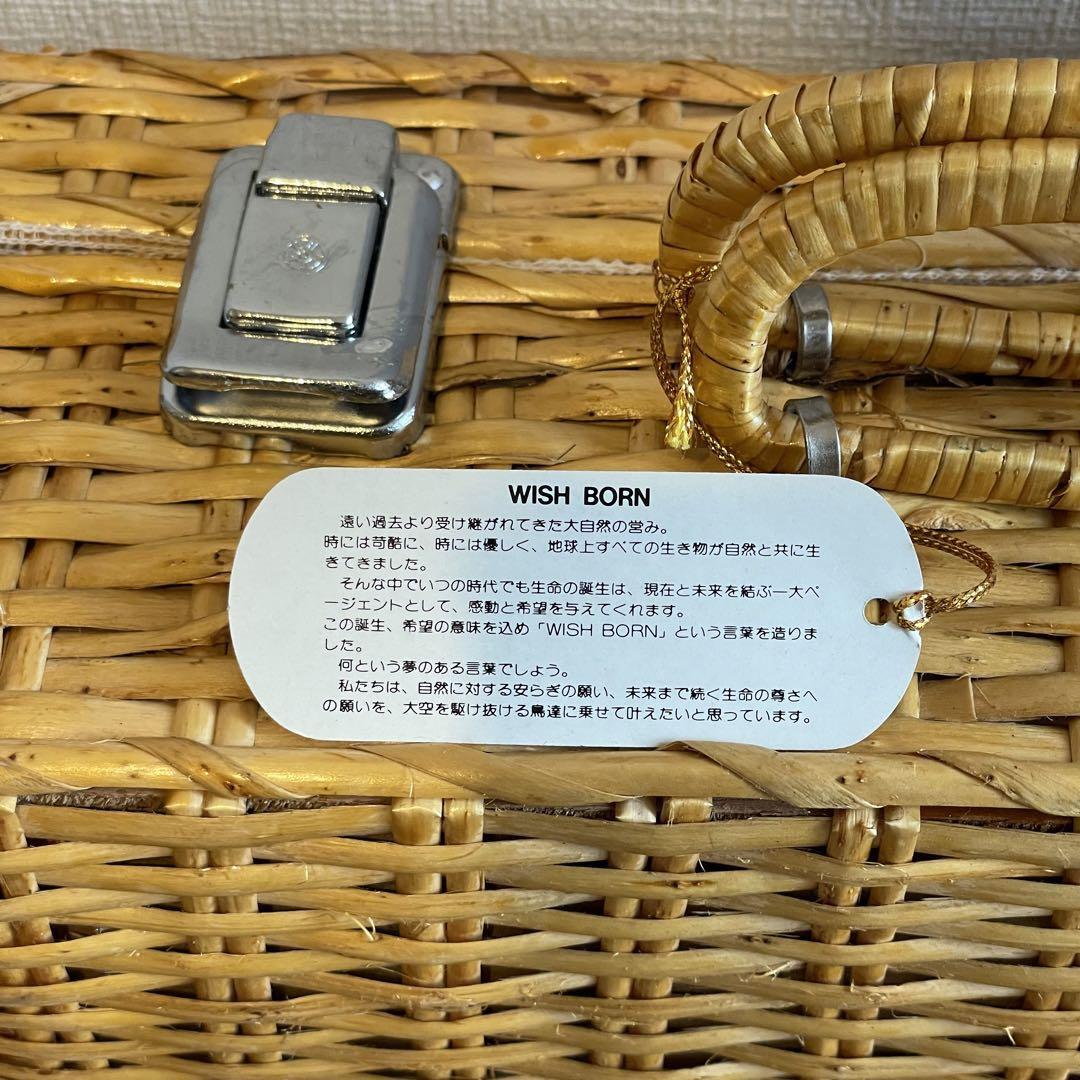 WISH BORN
遠い過去より受け継がれてきた大自然の営み。
時には苛酷に、時には優しく、地球上すべての生き物が自然と共に生
きてきました。
そんな中でいつの時代でも生命の誕生は、現在と未来を結ぶ一大ペ
ージェントとして、感動と希望を与えてくれます。
この誕生、希望の意味を込め「WISH BORN」という言葉を造りま
した。
何という夢のある言葉でしょう。
私たちは、自然に対する安らぎの願い、未来まで続く生命の尊さへ
の願いを、大空を駆け抜ける鳥達に乗せて叶えたいと思っています。